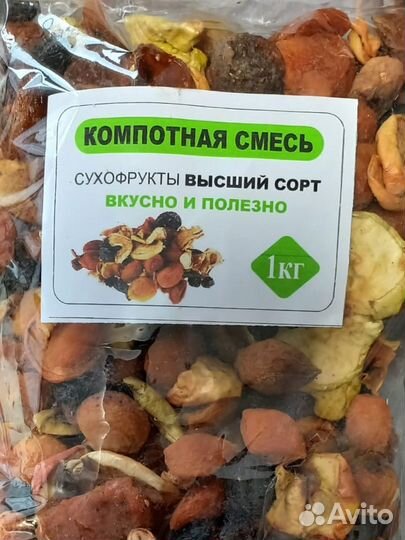 КОМПОТНАЯ СМЕСЬ
СУХОФРУКТЫ ВЫСШИЙ СОРТ
ВКУСНО И ПОЛЕЗНО
1КГ
Avito